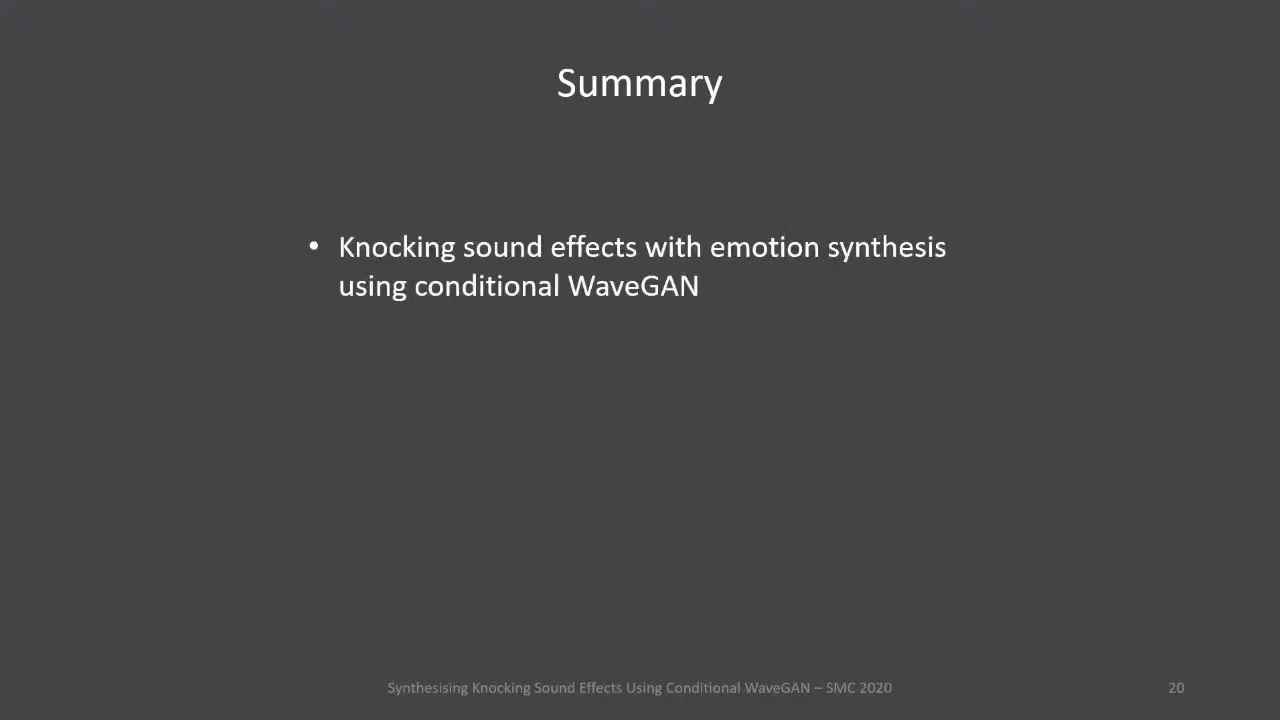 Summary
• Knocking sound effects with emotion synthesis
using conditional WaveGAN
Synthesising Knocking Sound Effects Using Conditional WaveGAN – SMC 2020
20